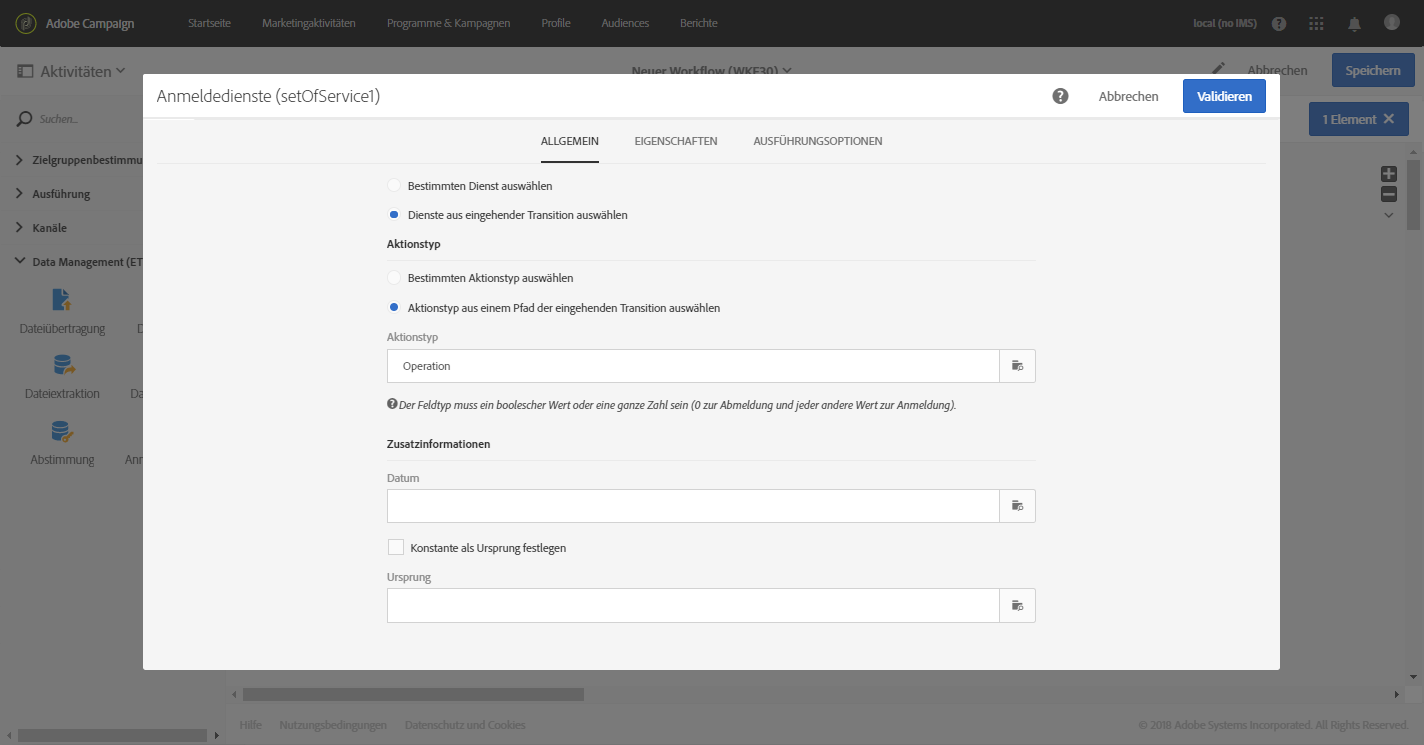 Adobe Campaign
Startseite
Marketingaktivitäten
Programme & Kampagnen
Profile
Audiences
Berichte
local (no IMS)
Aktivitäten
Neuer Workflow (WKF30)
Abbrechen
Speichern
Anmeldedienste (setOfService1)
Abbrechen
Validieren
Suchen...
1 Element
ALLGEMEIN
EIGENSCHAFTEN
AUSFÜHRUNGSOPTIONEN
Zielgruppenbestimmu
Ausführung
Kanäle
Data Management (ET
Dateiübertragung
D
Dateiextraktion
Da
Abstimmung
Anr
Bestimmten Dienst auswählen
Dienste aus eingehender Transition auswählen
Aktionstyp
Bestimmten Aktionstyp auswählen
Aktionstyp aus einem Pfad der eingehenden Transition auswählen
Aktionstyp
Operation
Der Feldtyp muss ein boolescher Wert oder eine ganze Zahl sein (0 zur Abmeldung und jeder andere Wert zur Anmeldung).
Zusatzinformationen
Datum
Konstante als Ursprung festlegen
Ursprung
Hilfe
Nutzungsbedingungen
Datenschutz und Cookies
© 2018 Adobe Systems Incorporated. All Rights Reserved.